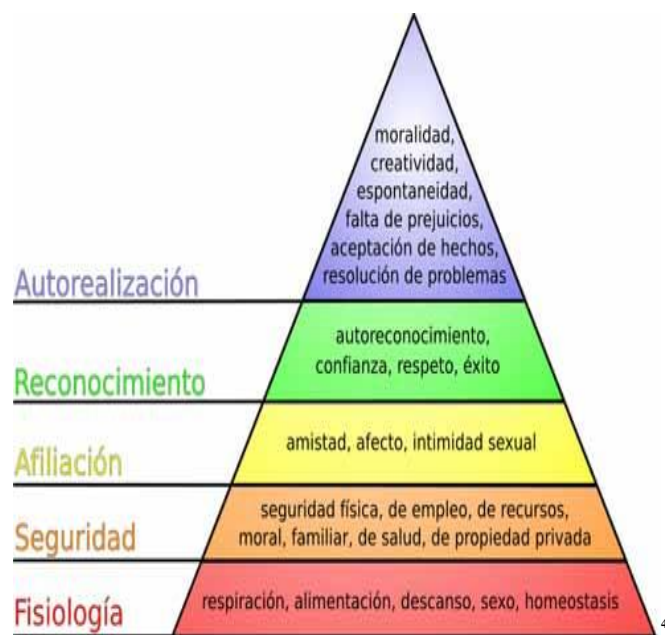 moralidad,
creatividad,
espontaneidad,
falta de prejuicios,
aceptación de hechos,
resolución de problemas
Autorealización
autoreconocimiento,
confianza, respeto, éxito
Reconocimiento
amistad, afecto, intimidad sexual
Afiliación
seguridad física, de empleo, de recursos,
moral, familiar, de salud, de propiedad privada
Seguridad
respiración, alimentación, descanso, sexo, homeostasis
Fisiología
4